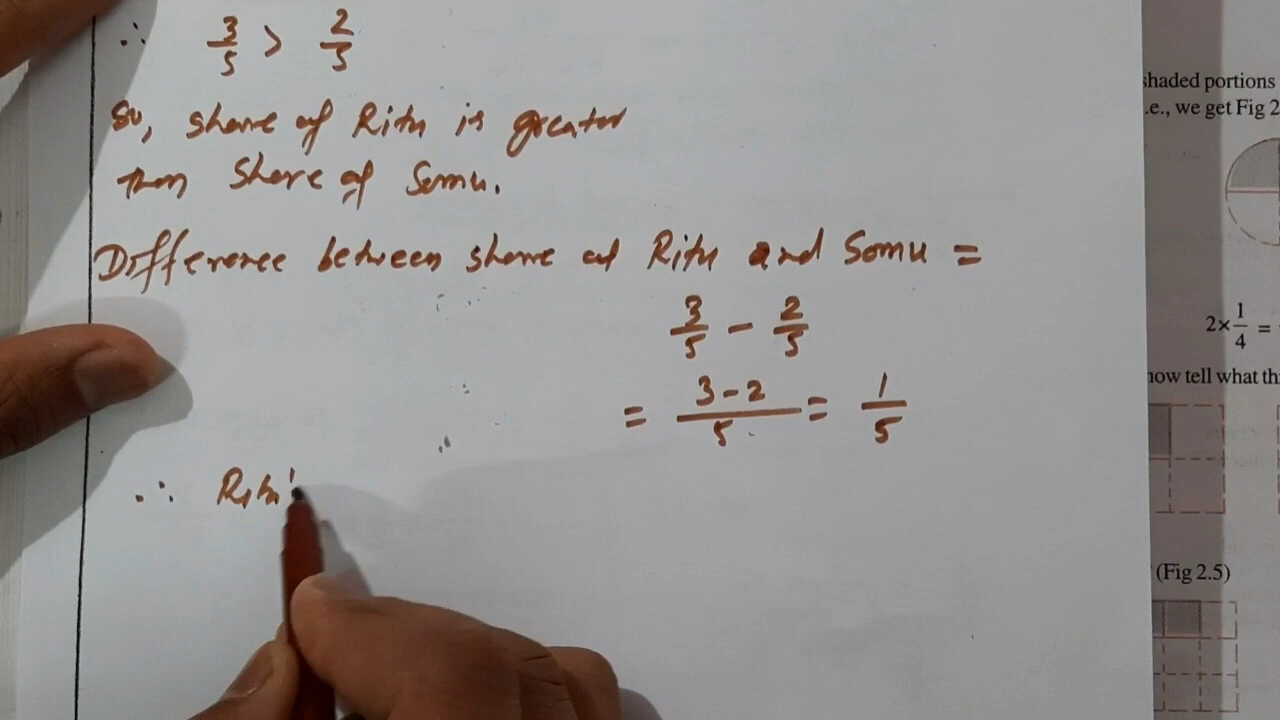 ∴ 3/5 > 2/5
So, share of Ritu is greater
then share of Somu.
Difference between share of Ritu and Somu =
3/5 - 2/5
= (3-2)/5 = 1/5
∴ Ritu'
shaded portions
.e., we get Fig 2
2×1/4 =
now tell what th
(Fig 2.5)